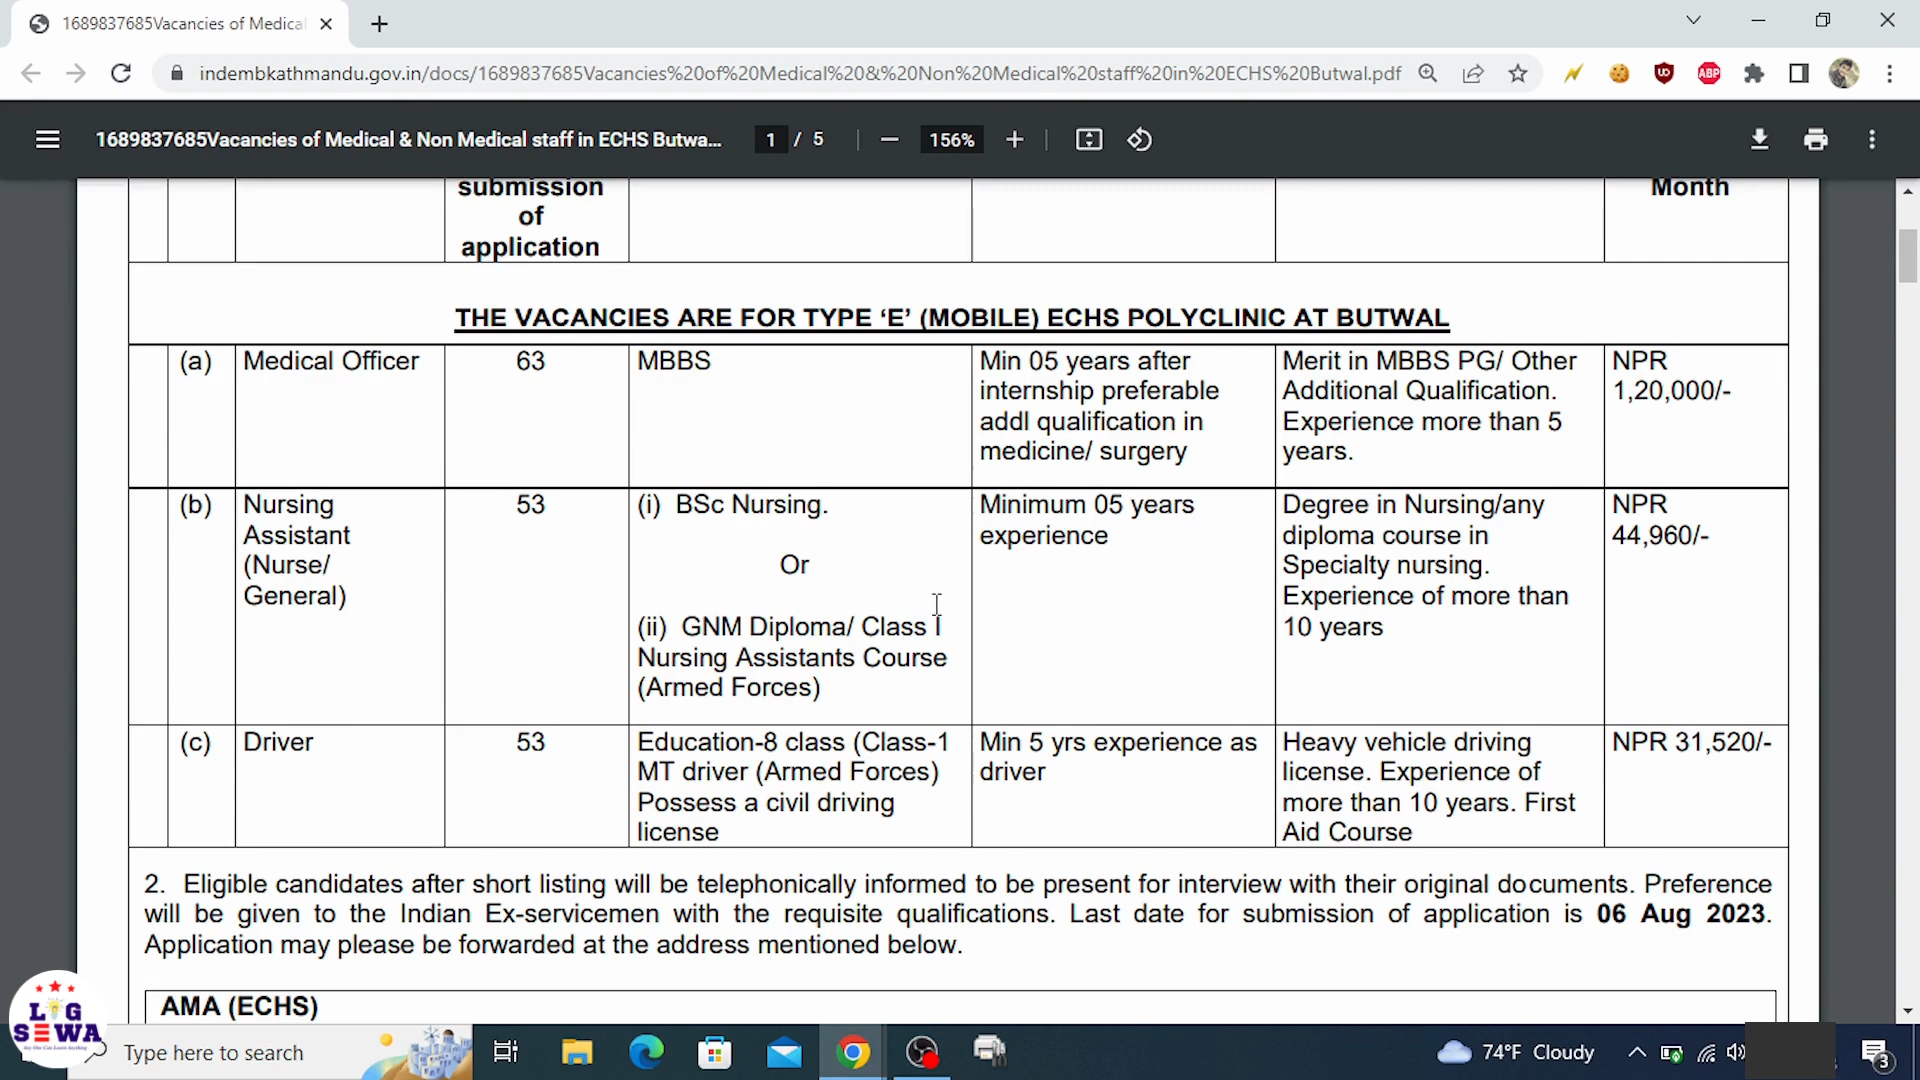 1689837685Vacancies of Medical
indembkathmandu.gov.in/docs/1689837685Vacancies%20of%20Medical%20&%20Non%20Medical%20staff%20in%20ECHS%20Butwal.pdf
ABP
1689837685Vacancies of Medical & Non Medical staff in ECHS Butwa... 1 / 5 156%
submission
of
application
Month
THE VACANCIES ARE FOR TYPE ‘E’ (MOBILE) ECHS POLYCLINIC AT BUTWAL
(a) Medical Officer 63 MBBS Min 05 years after Merit in MBBS PG/ Other NPR
internship preferable Additional Qualification. 1,20,000/-
addl qualification in Experience more than 5
medicine/ surgery years.
(b) Nursing 53 (i) BSc Nursing. Minimum 05 years Degree in Nursing/any NPR
Assistant experience diploma course in 44,960/-
(Nurse/ Or Specialty nursing.
General) Experience of more than
(ii) GNM Diploma/ Class I 10 years
Nursing Assistants Course
(Armed Forces)
(c) Driver 53 Education-8 class (Class-1 Min 5 yrs experience as Heavy vehicle driving NPR 31,520/-
MT driver (Armed Forces) driver license. Experience of
Possess a civil driving more than 10 years. First
license Aid Course
2. Eligible candidates after short listing will be telephonically informed to be present for interview with their original documents. Preference
will be given to the Indian Ex-servicemen with the requisite qualifications. Last date for submission of application is 06 Aug 2023.
Application may please be forwarded at the address mentioned below.
AMA (ECHS)
SEWA
Type here to search
74°F Cloudy
3